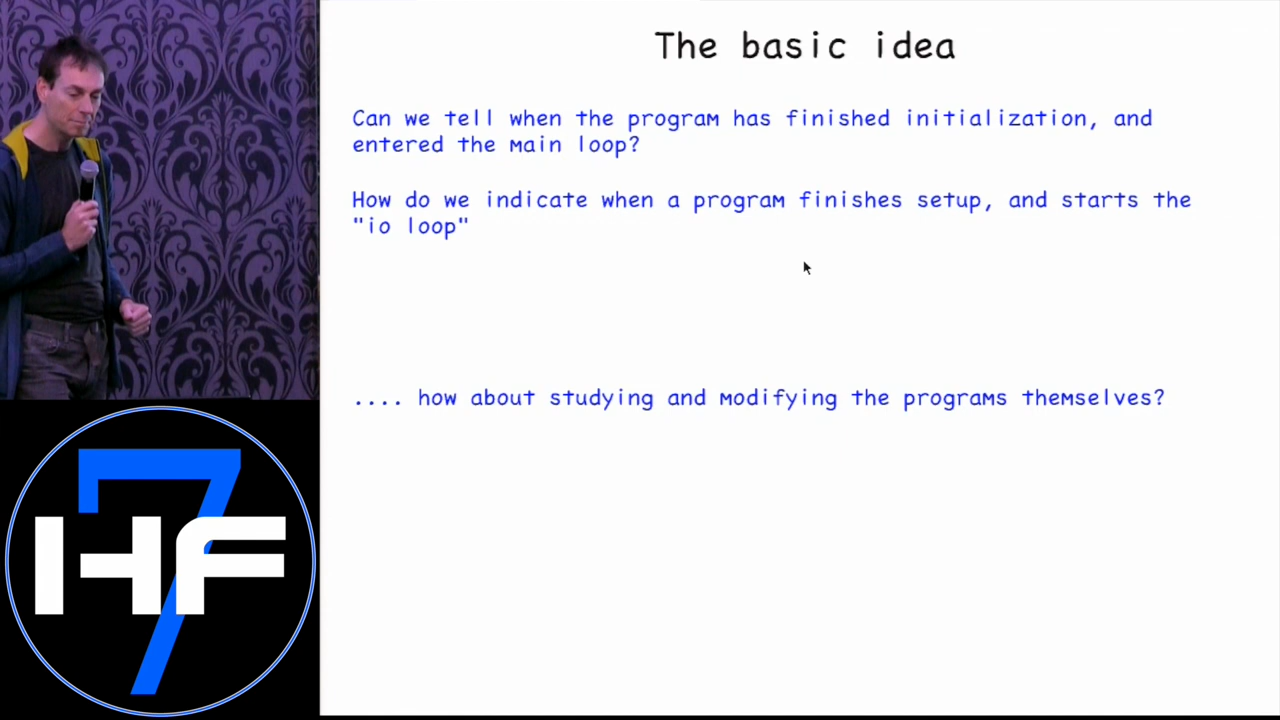 The basic idea
Can we tell when the program has finished initialization, and
entered the main loop?
How do we indicate when a program finishes setup, and starts the
"io loop"
.... how about studying and modifying the programs themselves?
7
HF